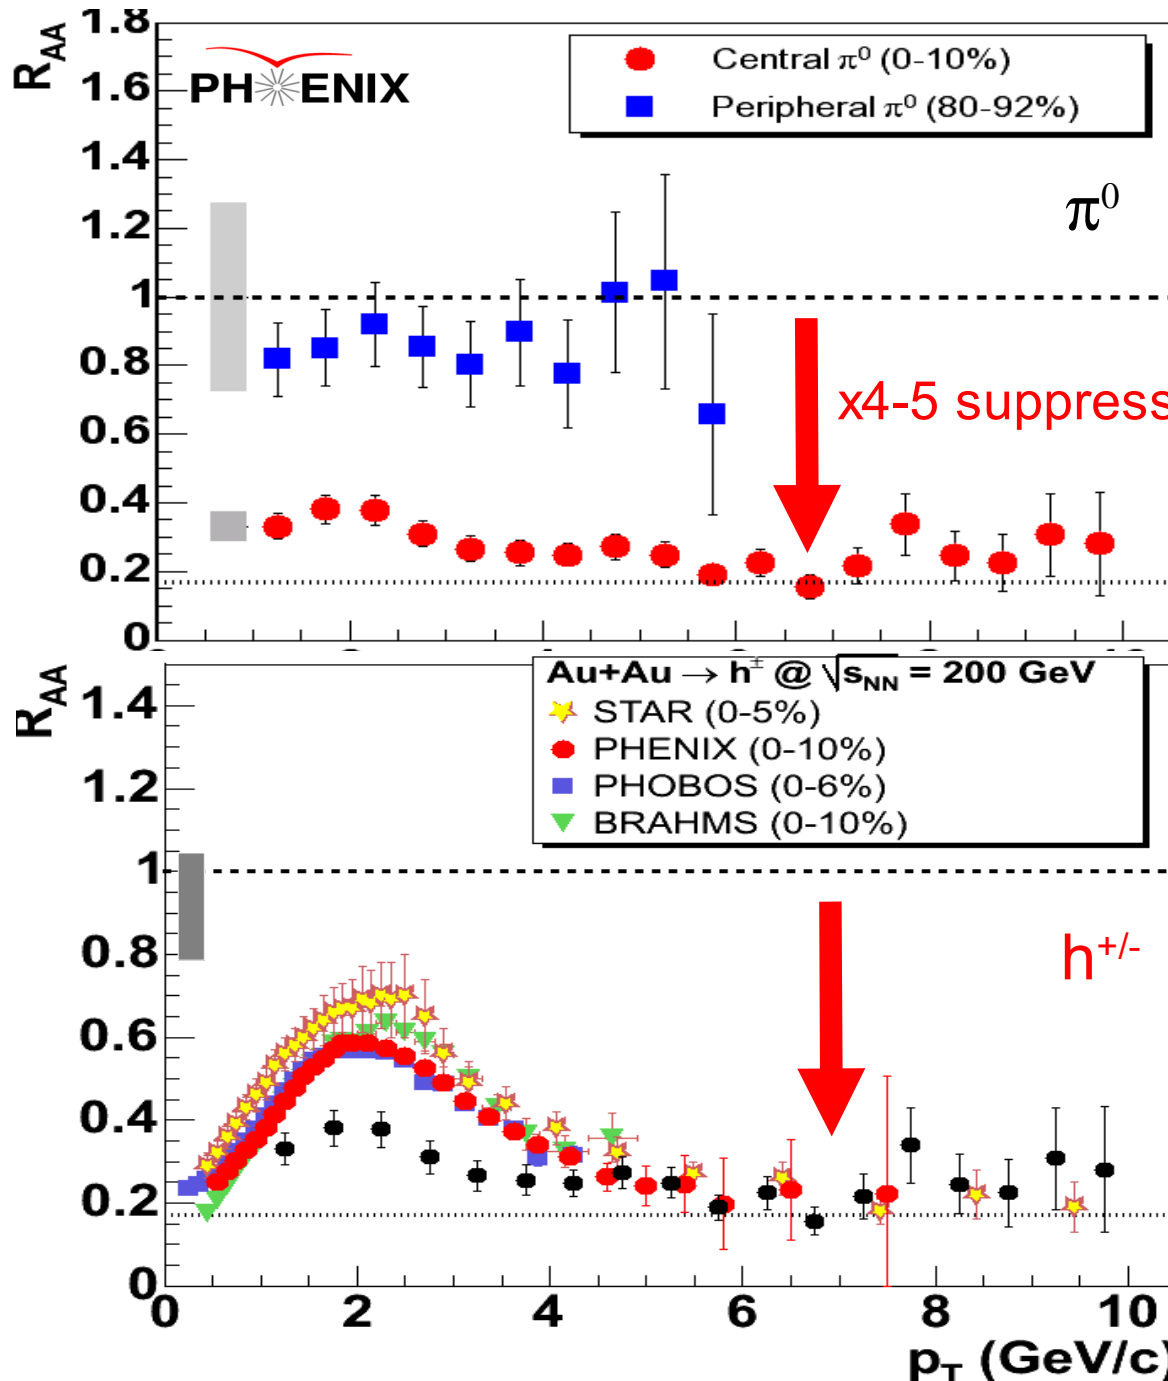 R_AA
1.8
1.6
1.4
1.2
1
0.8
0.6
0.4
0.2
0
PHENIX
Central π⁰ (0-10%)
Peripheral π⁰ (80-92%)
π⁰
x4-5 suppress
R_AA
1.4
1.2
1
0.8
0.6
0.4
0.2
0
Au+Au → h± @ √s_NN = 200 GeV
STAR (0-5%)
PHENIX (0-10%)
PHOBOS (0-6%)
BRAHMS (0-10%)
h+/-
0 2 4 6 8 10
p_T (GeV/c)